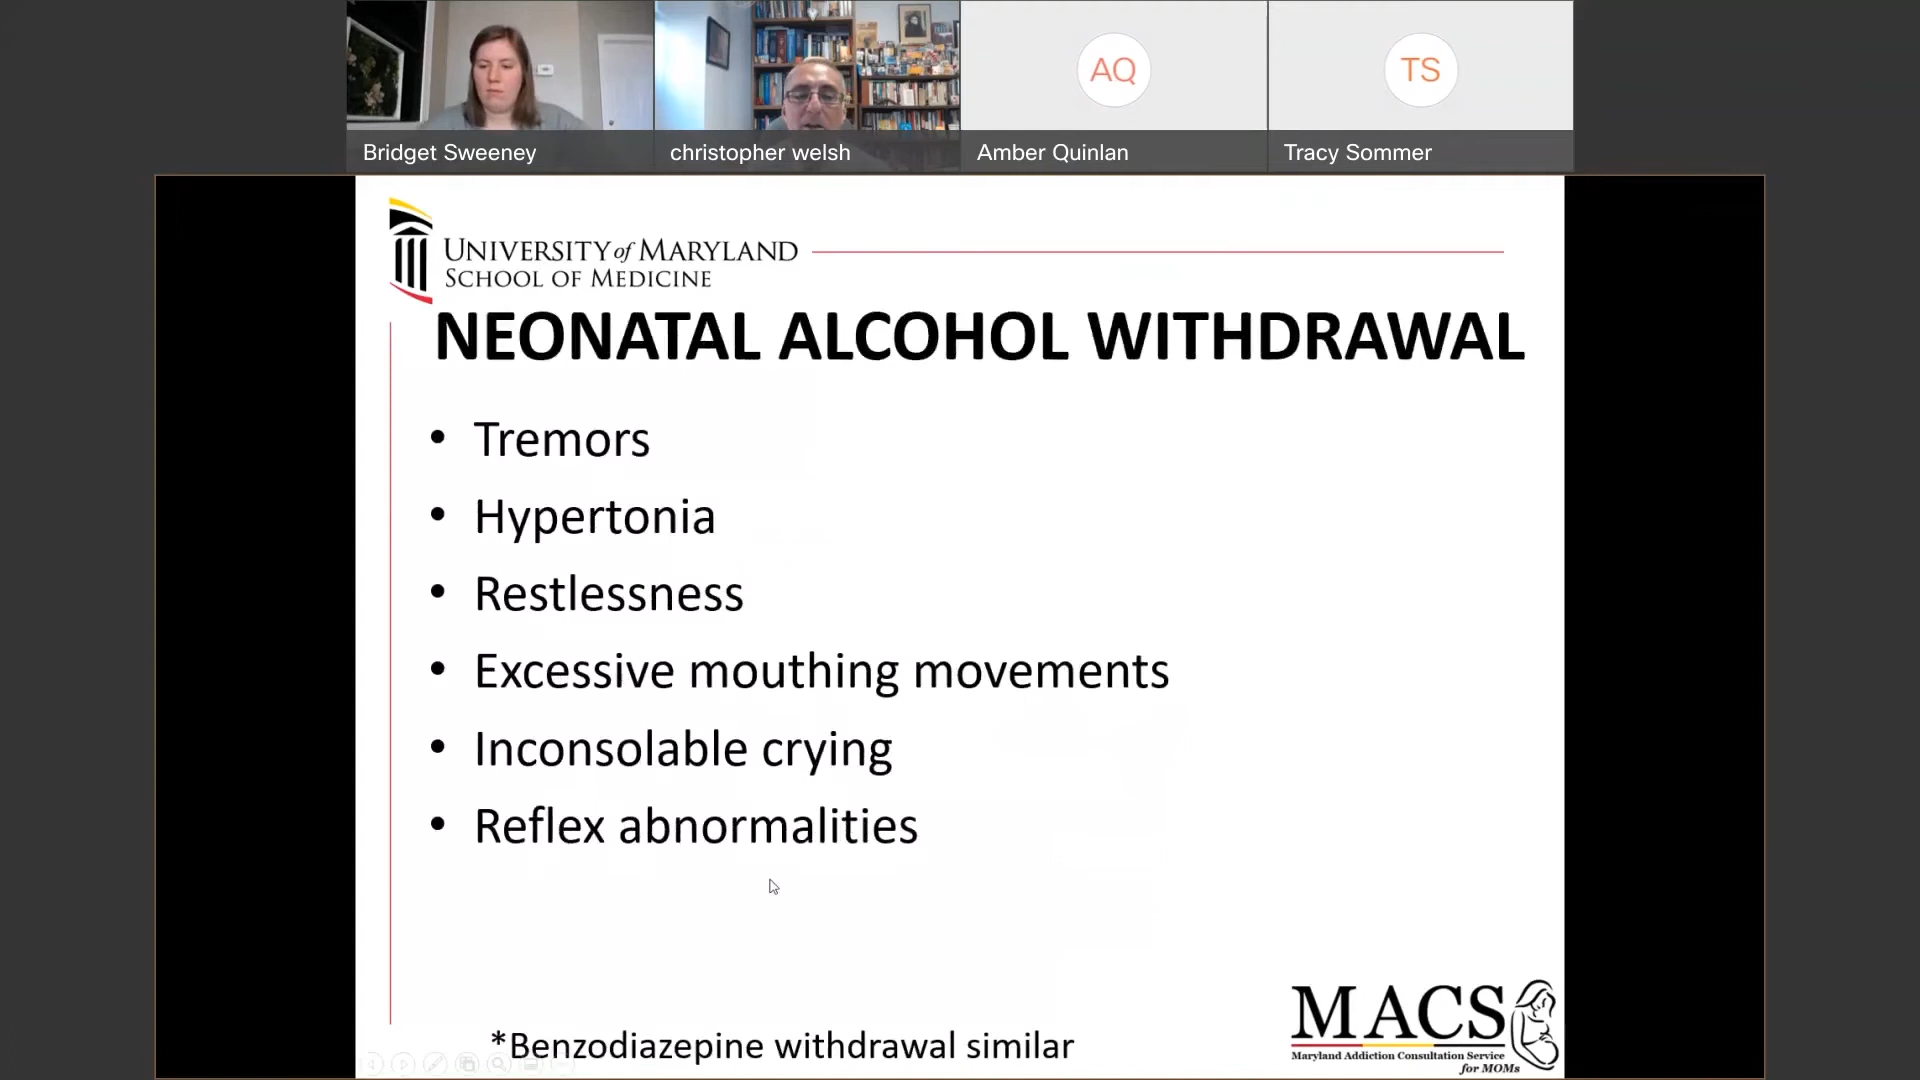 Bridget Sweeney
christopher welsh
AQ
Amber Quinlan
TS
Tracy Sommer
UNIVERSITY of MARYLAND
SCHOOL OF MEDICINE
NEONATAL ALCOHOL WITHDRAWAL
• Tremors
• Hypertonia
• Restlessness
• Excessive mouthing movements
• Inconsolable crying
• Reflex abnormalities
*Benzodiazepine withdrawal similar
MACS
Maryland Addiction Consultation Service
for MOMs